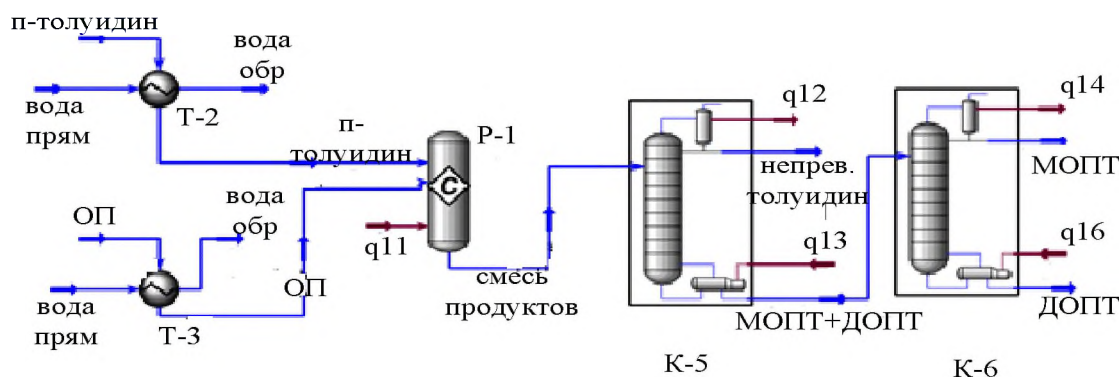 п-толуидин
вода
обр
вода
прям
Т-2
п-
толуидин
Р-1
С
q11
ОП
вода
обр
вода
прям
Т-3
ОП
смесь
продуктов
q12
непрев.
толуидин
q13
МОПТ+ДОПТ
К-5
q14
МОПТ
q16
ДОПТ
К-6